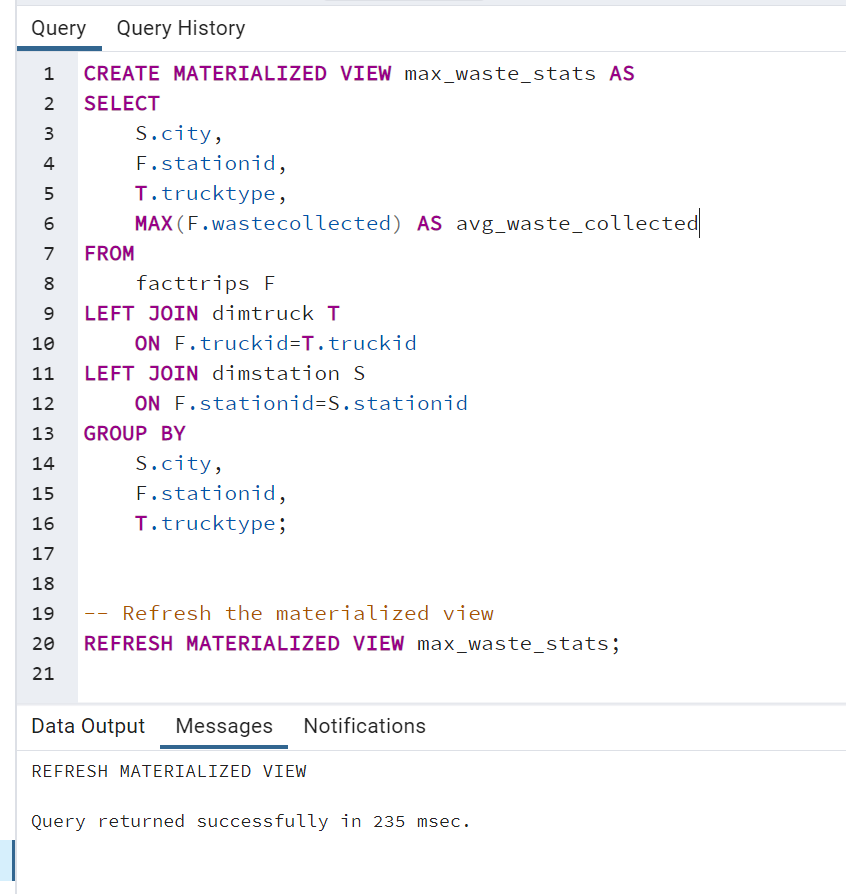 Query Query History
1 CREATE MATERIALIZED VIEW max_waste_stats AS
2 SELECT
3 S.city,
4 F.stationid,
5 T.trucktype,
6 MAX(F.wastecollected) AS avg_waste_collected
7 FROM
8 facttrips F
9 LEFT JOIN dimtruck T
10 ON F.truckid=T.truckid
11 LEFT JOIN dimstation S
12 ON F.stationid=S.stationid
13 GROUP BY
14 S.city,
15 F.stationid,
16 T.trucktype;
17
18
19 -- Refresh the materialized view
20 REFRESH MATERIALIZED VIEW max_waste_stats;
21
Data Output Messages Notifications
REFRESH MATERIALIZED VIEW
Query returned successfully in 235 msec.